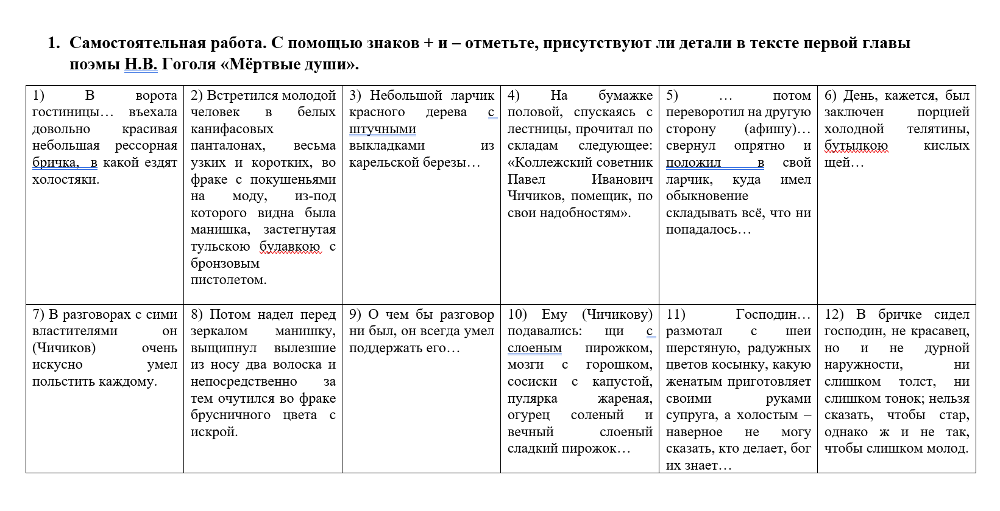 1. Самостоятельная работа. С помощью знаков + и – отметьте, присутствуют ли детали в тексте первой главы
поэмы Н.В. Гоголя «Мёртвые души».
1) В ворота
гостиницы… въехала
довольно красивая
небольшая рессорная
бричка, в какой ездят
холостяки.
2) Встретился молодой
человек в белых
канифасовых
панталонах, весьма
узких и коротких, во
фраке с покушеньями
на моду, из-под
которого видна была
манишка, застегнутая
тульскою булавкою с
бронзовым
пистолетом.
3) Небольшой ларчик
красного дерева с
штучными
выкладками из
карельской березы…
4) На бумажке
половой, спускаясь с
лестницы, прочитал по
складам следующее:
«Коллежский советник
Павел Иванович
Чичиков, помещик, по
свои надобностям».
5) … потом
переворотил на другую
сторону (афишу)…
свернул опрятно и
положил в свой
ларчик, куда имел
обыкновение
складывать всё, что ни
попадалось…
6) День, кажется, был
заключен порцией
холодной телятины,
бутылкою кислых
щей…
7) В разговорах с сими
властителями он
(Чичиков) очень
искусно умел
польстить каждому.
8) Потом надел перед
зеркалом манишку,
выщипнул вылезшие
из носу два волоска и
непосредственно за
тем очутился во фраке
брусничного цвета с
искрой.
9) О чем бы разговор
ни был, он всегда умел
поддержать его…
10) Ему (Чичикову)
подавались: щи с
слоеным пирожком,
мозги с горошком,
сосиски с капустой,
пулярка жареная,
огурец соленый и
вечный слоеный
сладкий пирожок…
11) Господин…
размотал с шеи
шерстяную, радужных
цветов косынку, какую
женатым приготовляет
своими руками
супруга, а холостым –
наверное не могу
сказать, кто делает, бог
их знает…
12) В бричке сидел
господин, не красавец,
но и не дурной
наружности, ни
слишком толст, ни
слишком тонок; нельзя
сказать, чтобы стар,
однако ж и не так,
чтобы слишком молод.